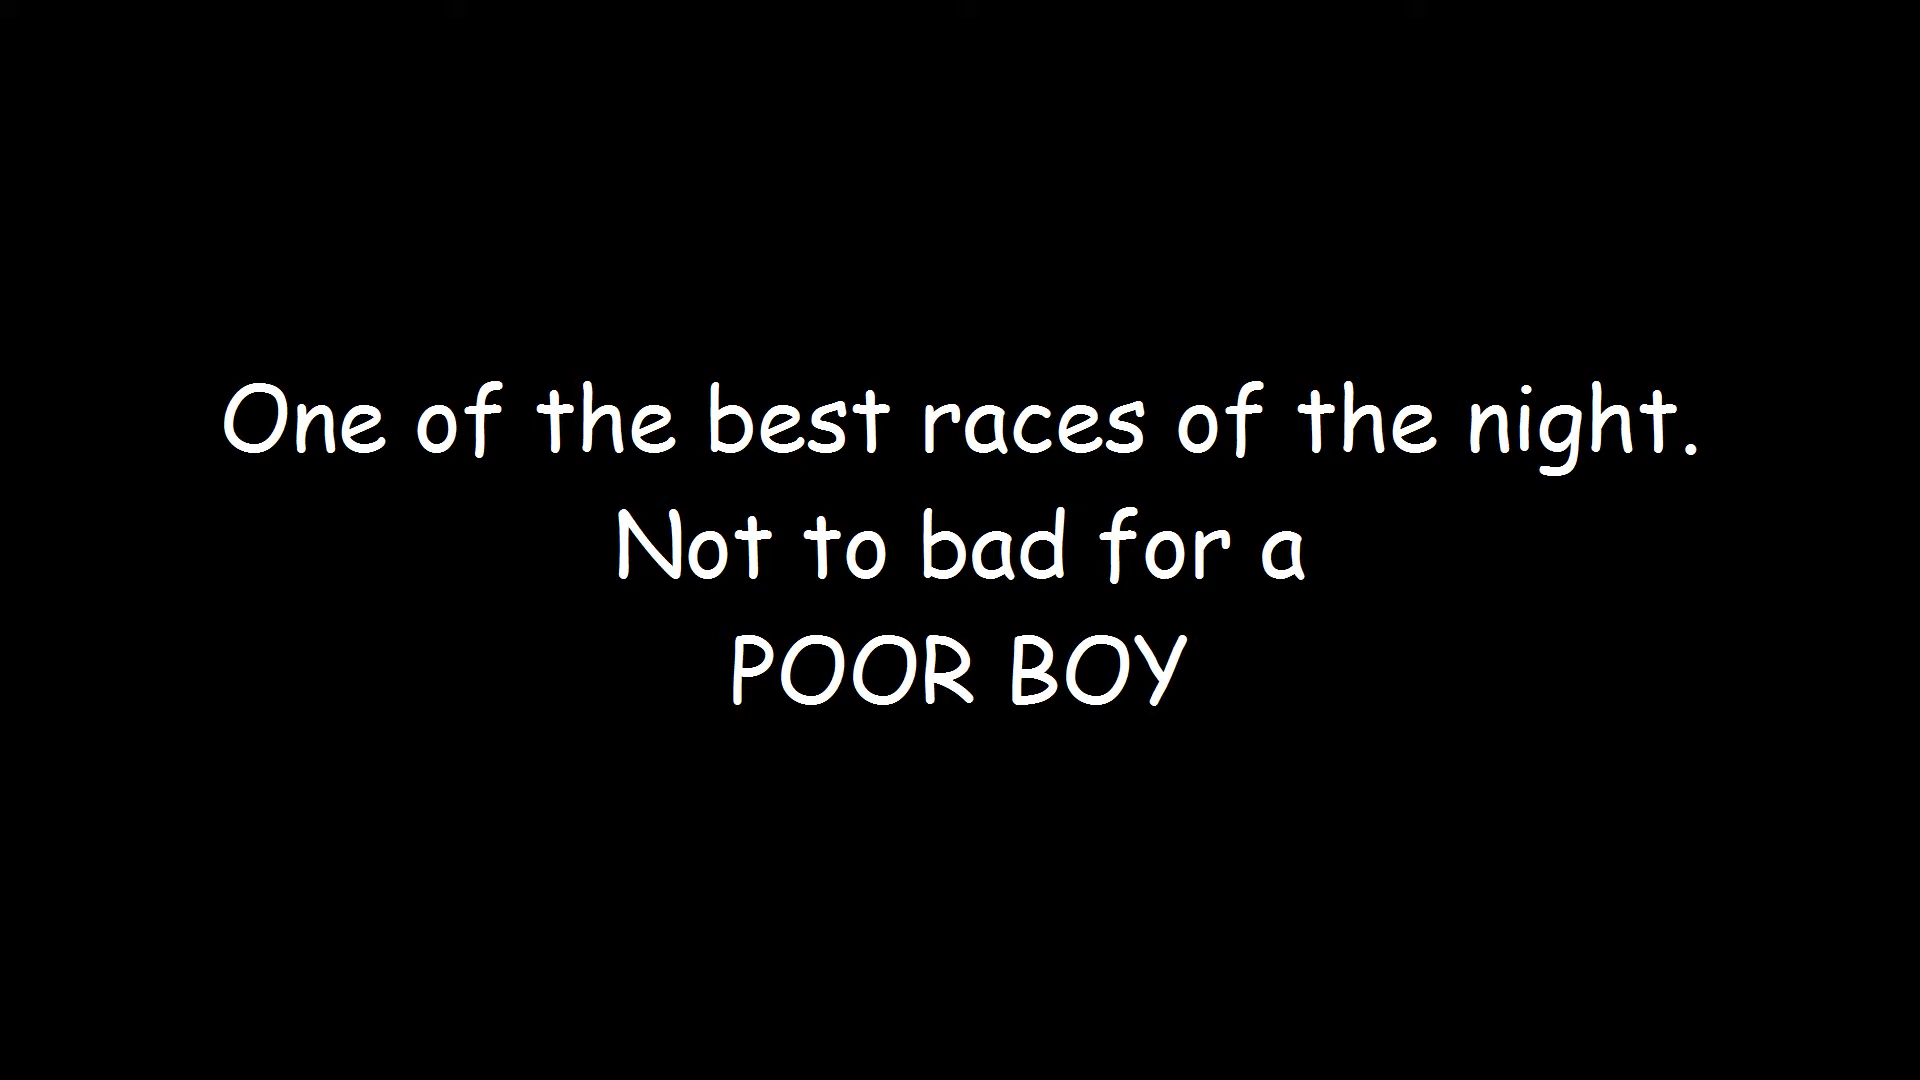 One of the best races of the night.
Not to bad for a
POOR BOY